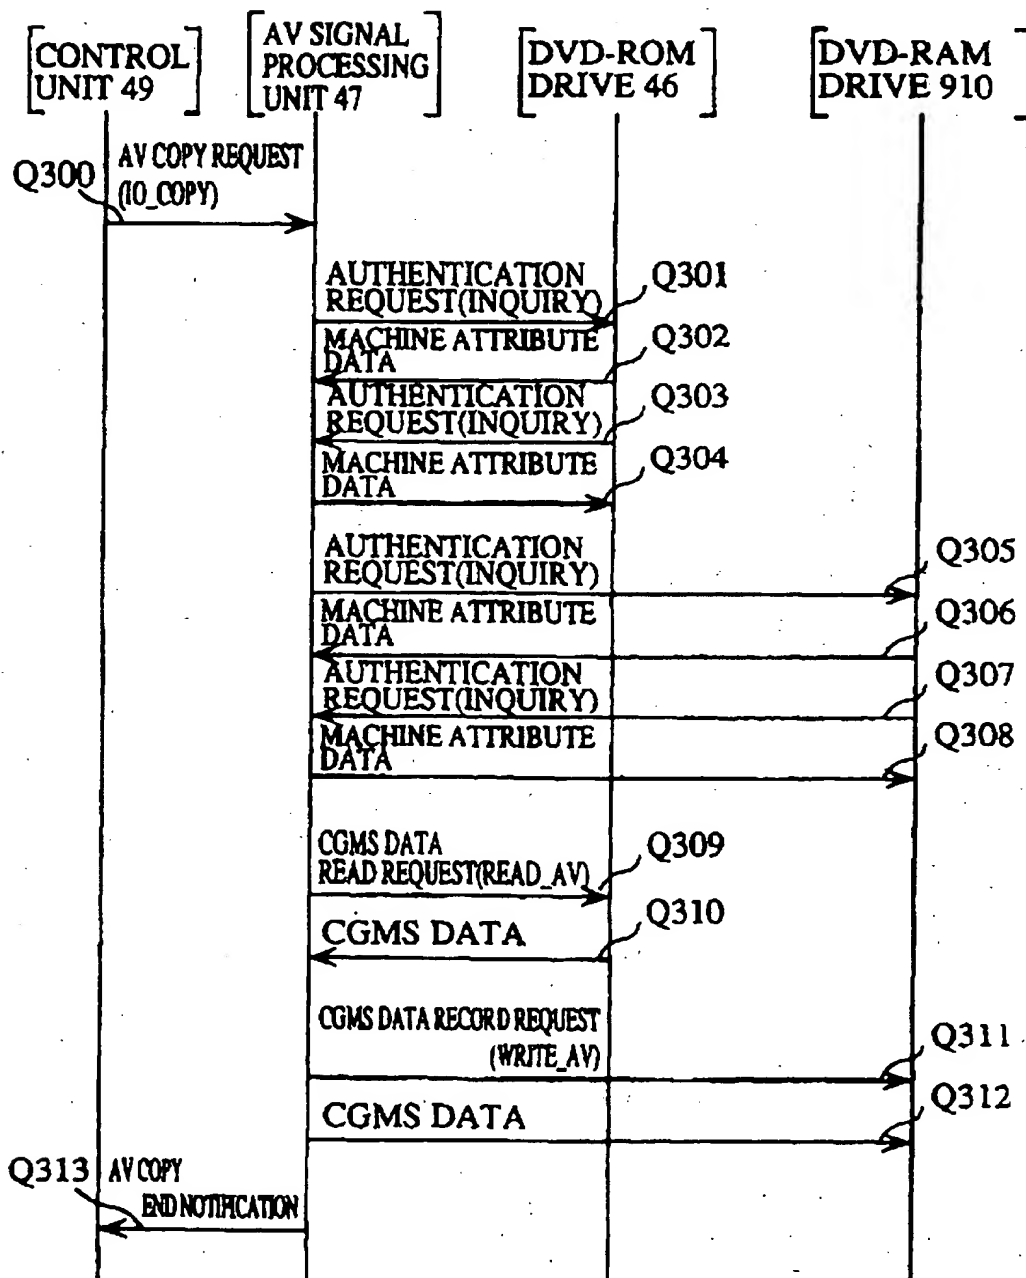 CONTROL
UNIT 49
AV SIGNAL
PROCESSING
UNIT 47
DVD-ROM
DRIVE 46
DVD-RAM
DRIVE 910
Q300
AV COPY REQUEST
(IO_COPY)
AUTHENTICATION
REQUEST(INQUIRY)
Q301
MACHINE ATTRIBUTE
DATA
Q302
AUTHENTICATION
REQUEST(INQUIRY)
Q303
MACHINE ATTRIBUTE
DATA
Q304
AUTHENTICATION
REQUEST(INQUIRY)
Q305
MACHINE ATTRIBUTE
DATA
Q306
AUTHENTICATION
REQUEST(INQUIRY)
Q307
MACHINE ATTRIBUTE
DATA
Q308
CGMS DATA
READ REQUEST(READ_AV)
Q309
CGMS DATA
Q310
CGMS DATA RECORD REQUEST
(WRITE_AV)
Q311
CGMS DATA
Q312
Q313
AV COPY
END NOTIFICATION